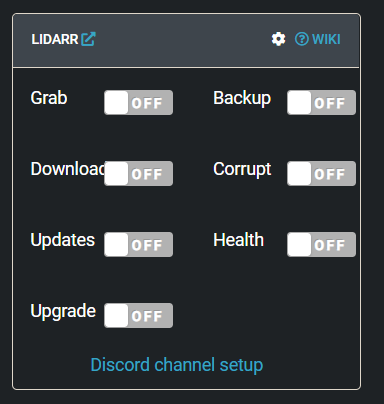 LIDARR WIKI
Grab OFF Backup OFF
Download OFF Corrupt OFF
Updates OFF Health OFF
Upgrade OFF
Discord channel setup